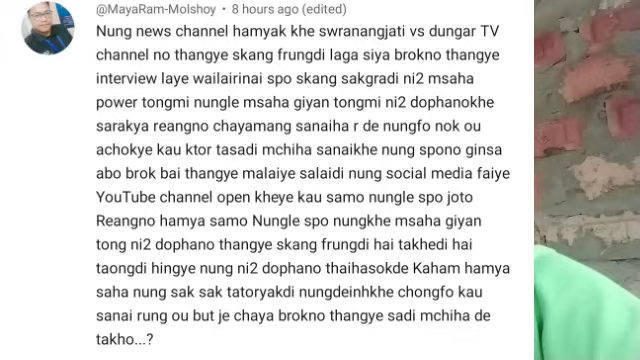 @MayaRam-Molshoy • 8 hours ago (edited)
Nung news channel hamyak khe swranangjati vs dungar TV
channel no thangye skang frungdi laga siya brokno thangye
interview laye wailairinai spo skang sakgradi ni2 msaha
power tongmi nungle msaha giyan tongmi ni2 dophanokhe
sarakya reangno chayamang sanaiha r de nungfo nok ou
achokye kau ktor tasadi mchiha sanaikhe nung spono ginsa
abo brok bai thangye malaiye salaidi nung social media faiye
YouTube channel open kheye kau samo nungle spo joto
Reangno hamya samo Nungle spo nungkhe msaha giyan
tong ni2 dophano thangye skang frungdi hai takhedi hai
taongdi hingye nung ni2 dophano thaihasokde Kaham hamya
saha nung sak sak tatoryakdi nungdeinhkhe chongfo kau
sanai rung ou but je chaya brokno thangye sadi mchiha de
takho...?